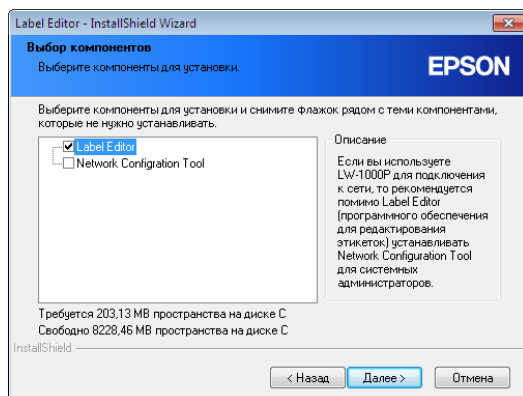 Label Editor - InstallShield Wizard
Выбор компонентов
Выберите компоненты для установки.
EPSON
Выберите компоненты для установки и снимите флажок рядом с теми компонентами,
которые не нужно устанавливать.
Label Editor
Network Configration Tool
Описание
Если вы используете
LW-1000P для подключения
к сети, то рекомендуется
помимо Label Editor
(программного обеспечения
для редактирования
этикеток) устанавливать
Network Configuration Tool
для системных
администраторов.
Требуется 203,13 MB пространства на диске C
Свободно 8228,46 MB пространства на диске C
InstallShield
< Назад
Далее >
Отмена